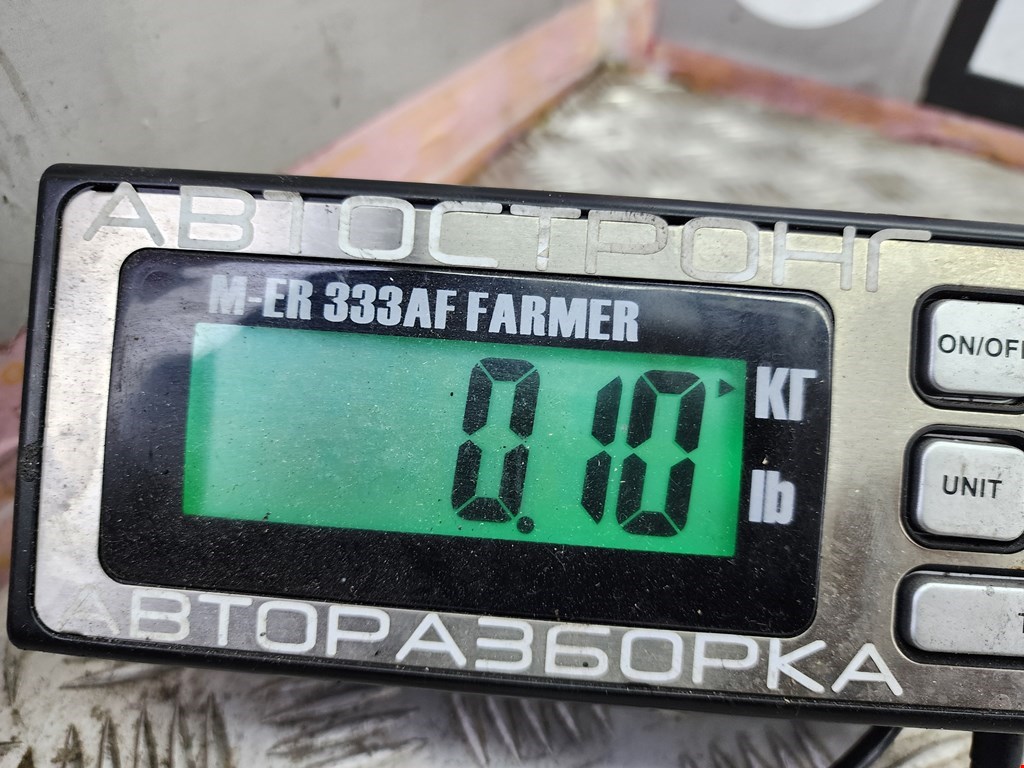 АВТОСТРОНГ
M-ER 333AF FARMER
0.10
КГ
lb
ON/OFF
UNIT
АВТОРАЗБОРКА